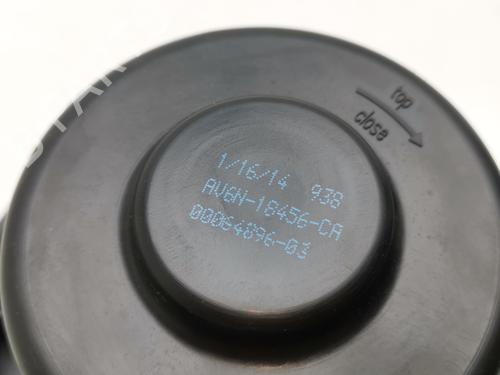 top
close
1/16/14 938
AV6N-18456-CA
00064896-03